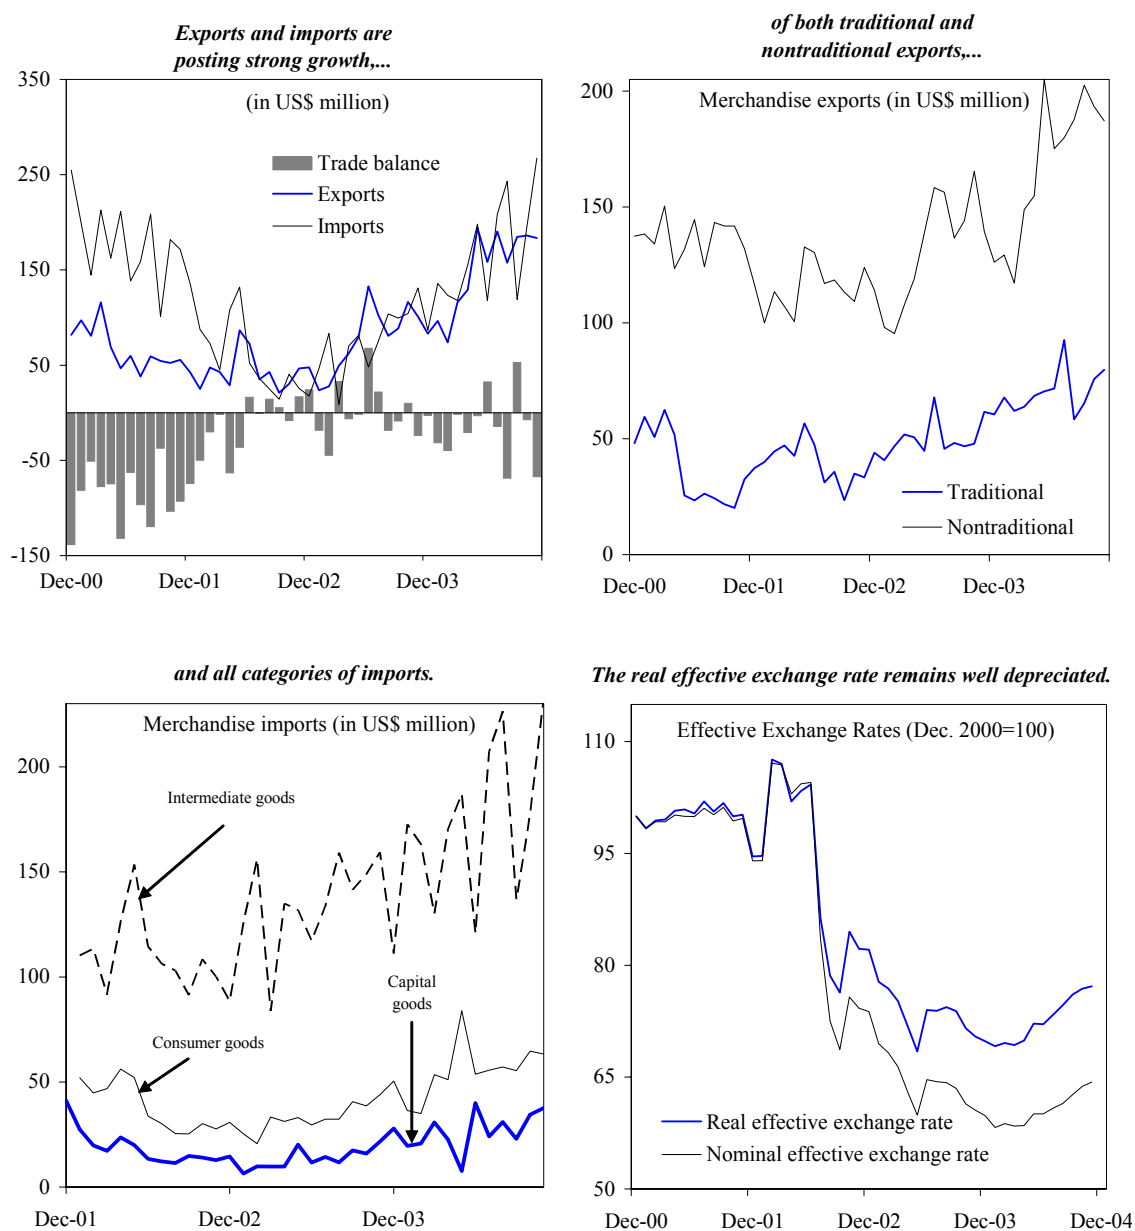 Exports and imports are
posting strong growth,...
(in US$ million)
Trade balance
Exports
Imports
350
250
150
50
-50
-150
Dec-00
Dec-01
Dec-02
Dec-03
of both traditional and
nontraditional exports,...
Merchandise exports (in US$ million)
200
150
100
50
0
Traditional
Nontraditional
Dec-00
Dec-01
Dec-02
Dec-03
and all categories of imports.
Merchandise imports (in US$ million)
200
150
100
50
0
Intermediate goods
Capital
goods
Consumer goods
Dec-01
Dec-02
Dec-03
The real effective exchange rate remains well depreciated.
Effective Exchange Rates (Dec. 2000=100)
110
95
80
65
50
Real effective exchange rate
Nominal effective exchange rate
Dec-00
Dec-01
Dec-02
Dec-03
Dec-04